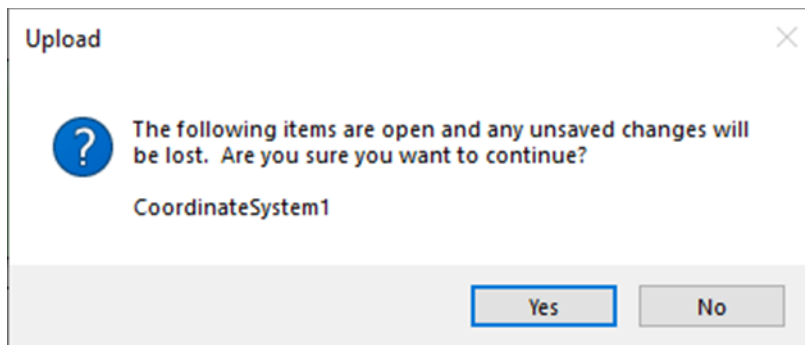 Upload
The following items are open and any unsaved changes will
be lost.  Are you sure you want to continue?
CoordinateSystem1
Yes
No